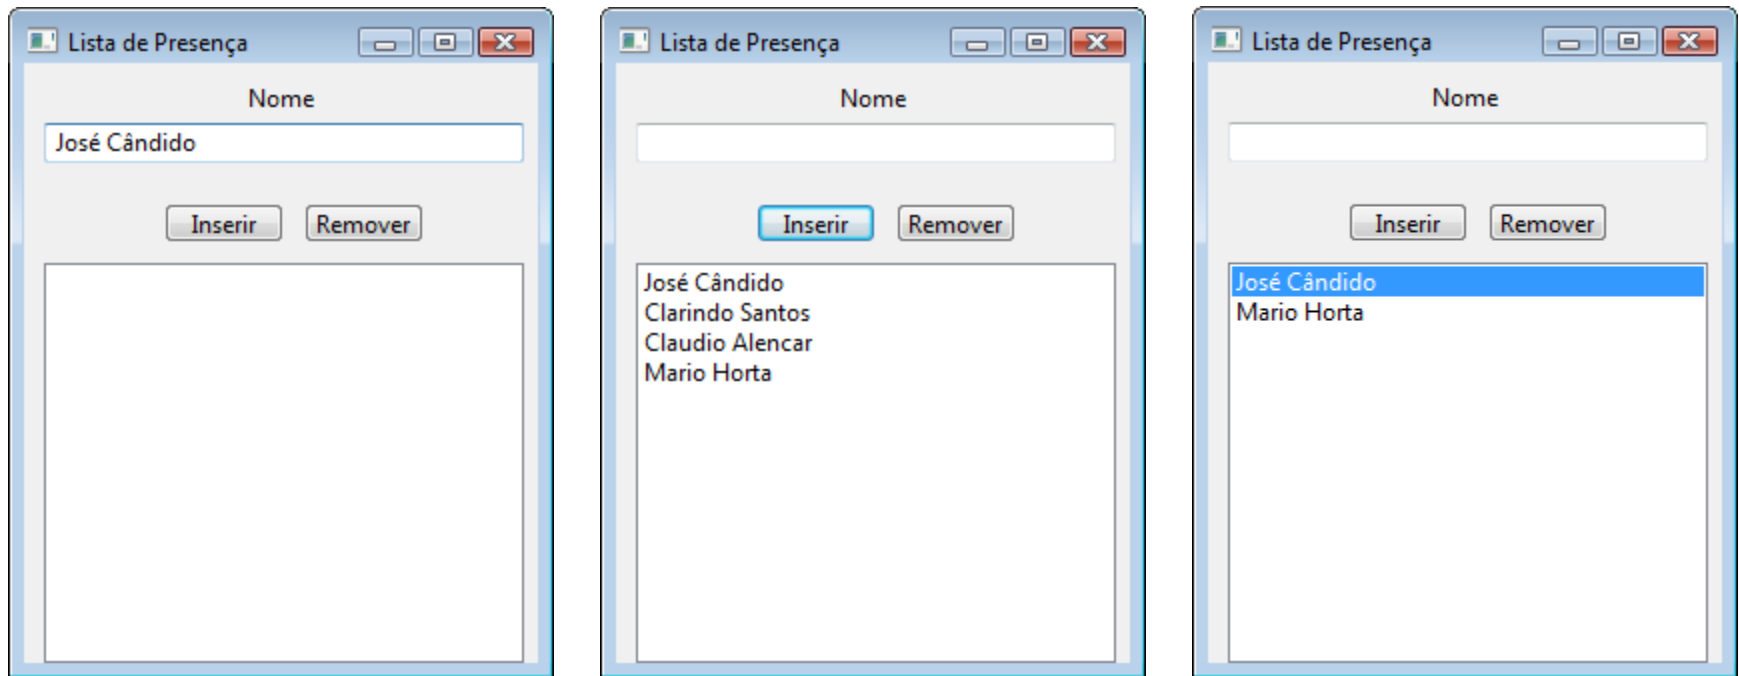 Lista de Presença
Nome
José Cândido
Inserir Remover
Lista de Presença
Nome
Inserir Remover
José Cândido
Clarindo Santos
Claudio Alencar
Mario Horta
Lista de Presença
Nome
Inserir Remover
José Cândido
Mario Horta